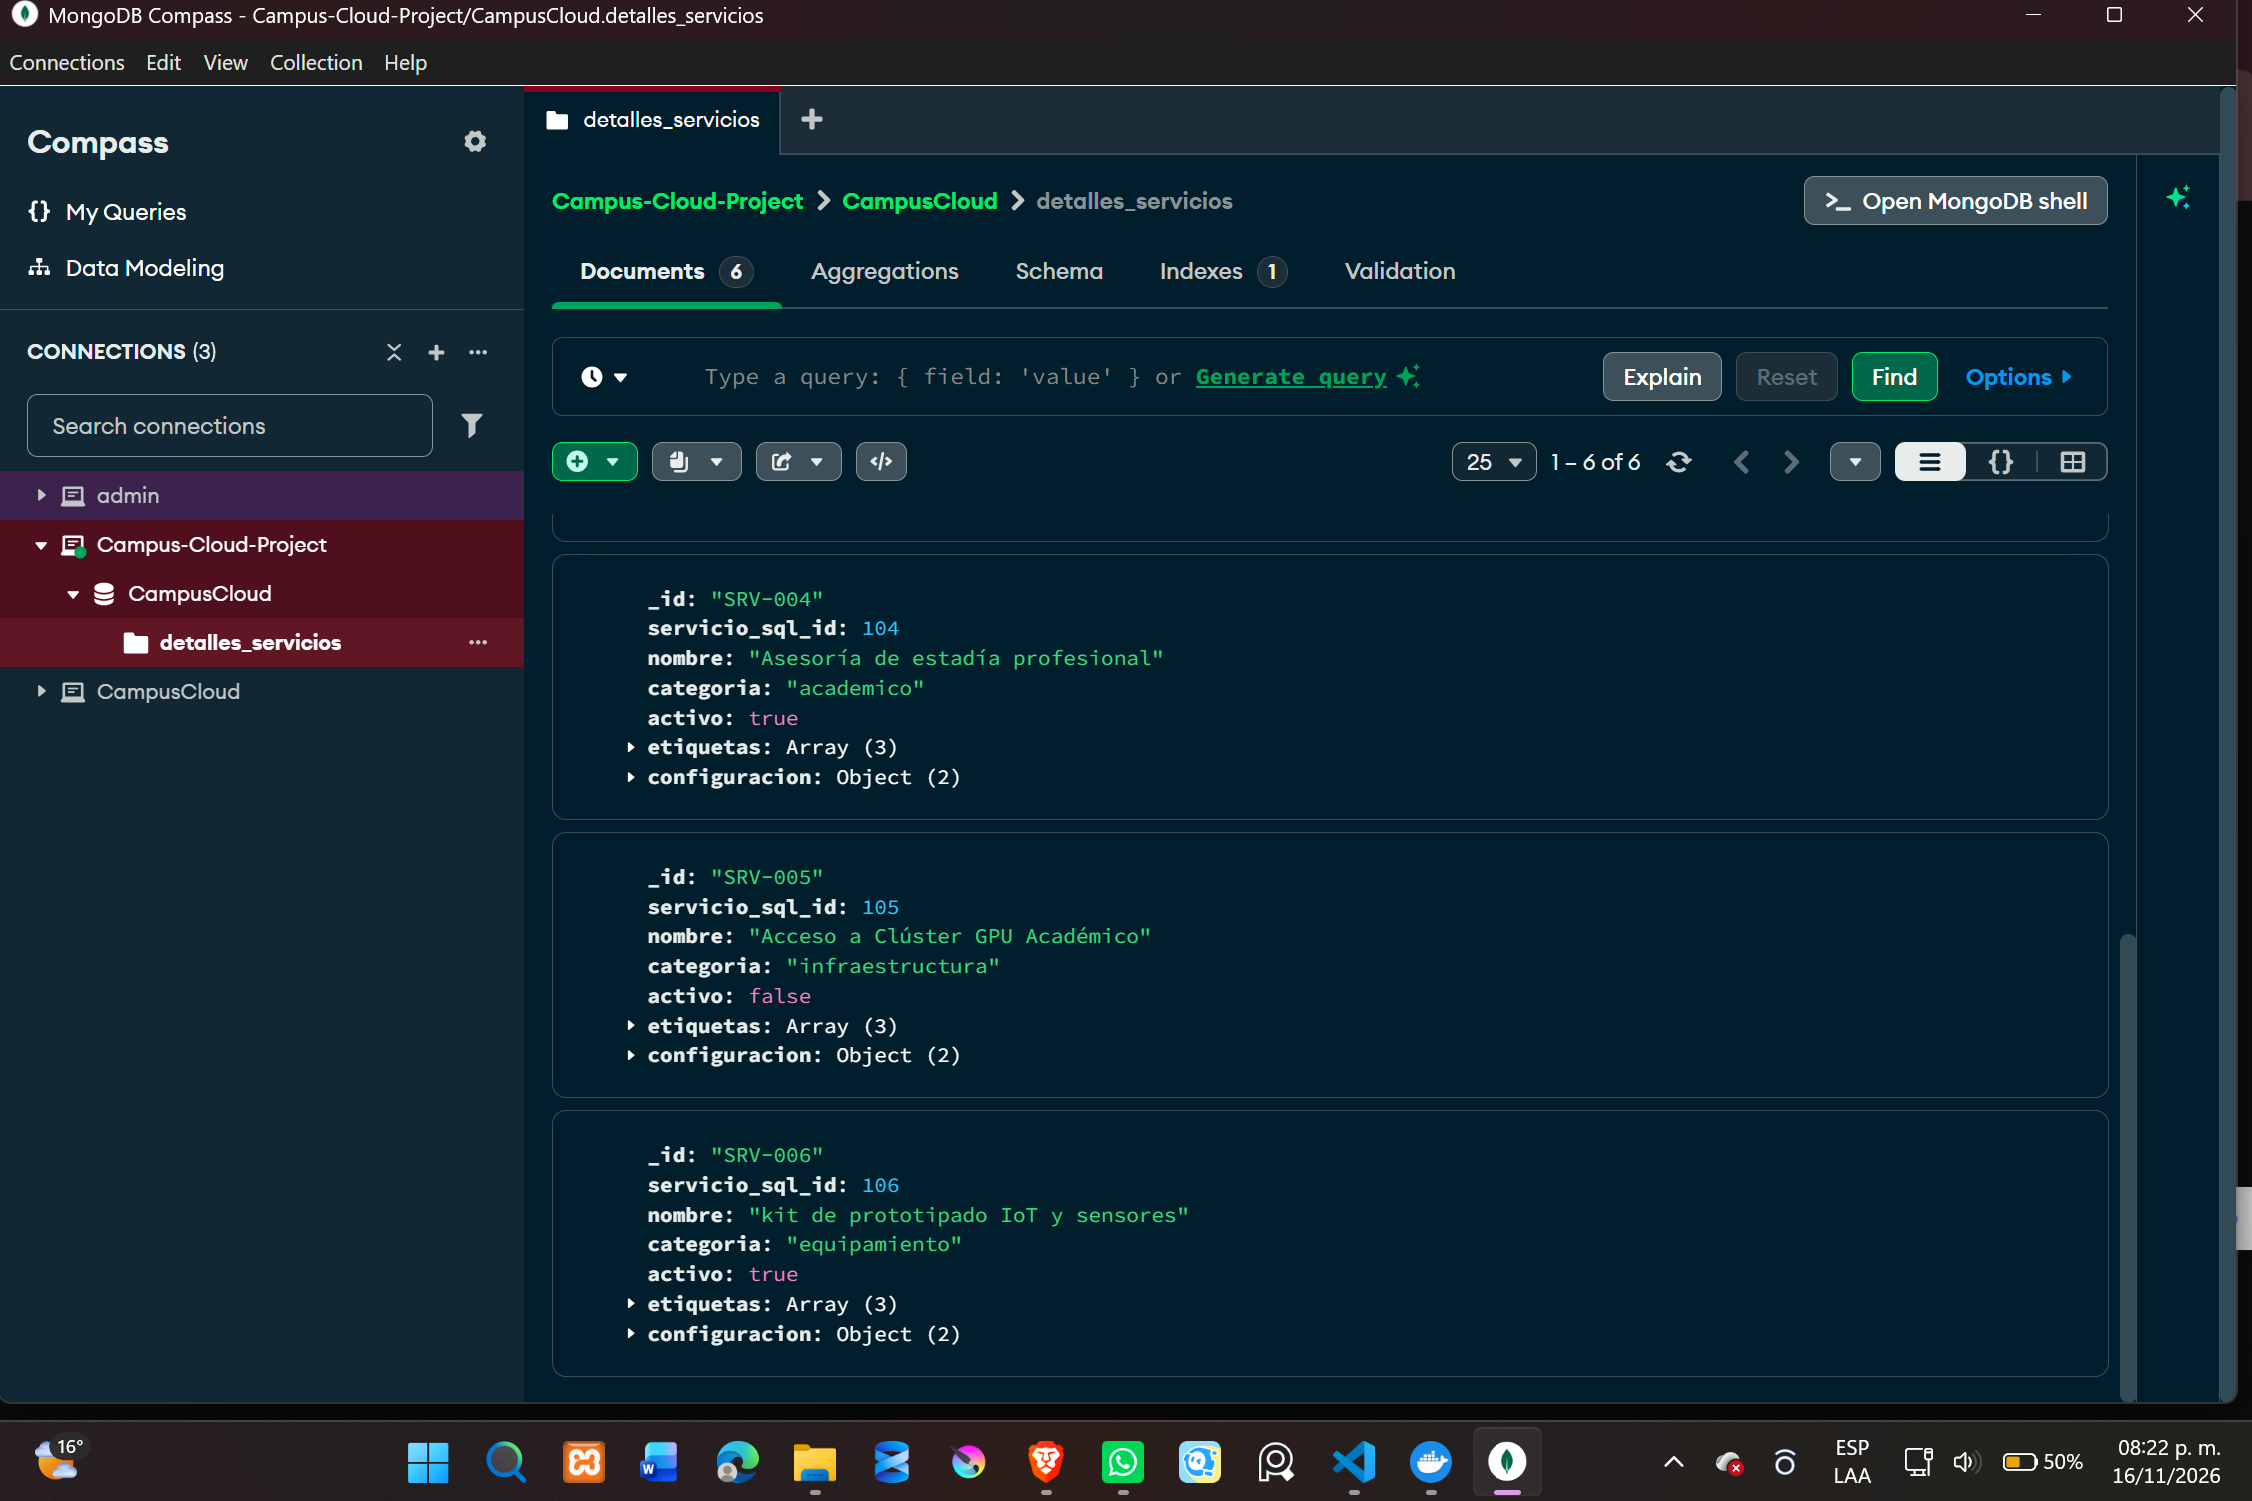 MongoDB Compass - Campus-Cloud-Project/CampusCloud.detalles_servicios
Connections Edit View Collection Help
Compass
My Queries
Data Modeling
CONNECTIONS (3)
Search connections
admin
Campus-Cloud-Project
CampusCloud
detalles_servicios
CampusCloud
detalles_servicios
Campus-Cloud-Project > CampusCloud > detalles_servicios
>_ Open MongoDB shell
Documents 6 Aggregations Schema Indexes 1 Validation
Type a query: { field: 'value' } or Generate query
Explain Reset Find Options
25 1 – 6 of 6
_id: "SRV-004"
servicio_sql_id: 104
nombre: "Asesoría de estadía profesional"
categoria: "academico"
activo: true
etiquetas: Array (3)
configuracion: Object (2)
_id: "SRV-005"
servicio_sql_id: 105
nombre: "Acceso a Clúster GPU Académico"
categoria: "infraestructura"
activo: false
etiquetas: Array (3)
configuracion: Object (2)
_id: "SRV-006"
servicio_sql_id: 106
nombre: "kit de prototipado IoT y sensores"
categoria: "equipamiento"
activo: true
etiquetas: Array (3)
configuracion: Object (2)
16°
ESP
LAA
50%
08:22 p. m.
16/11/2026